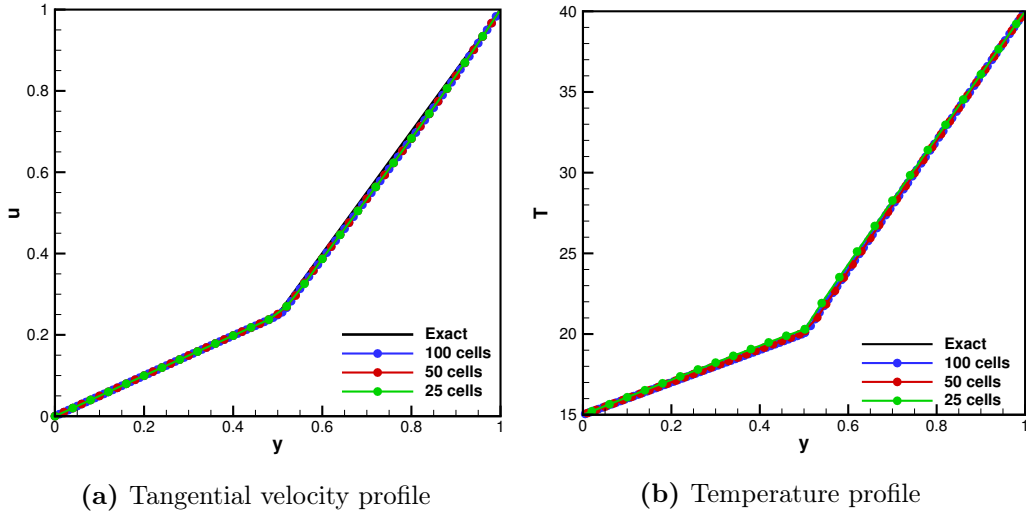 1
0.8
0.6
0.4
0.2
0
u
0
0.2
0.4
0.6
0.8
1
y
Exact
100 cells
50 cells
25 cells
(a) Tangential velocity profile
40
35
30
25
20
15
T
0
0.2
0.4
0.6
0.8
1
y
Exact
100 cells
50 cells
25 cells
(b) Temperature profile